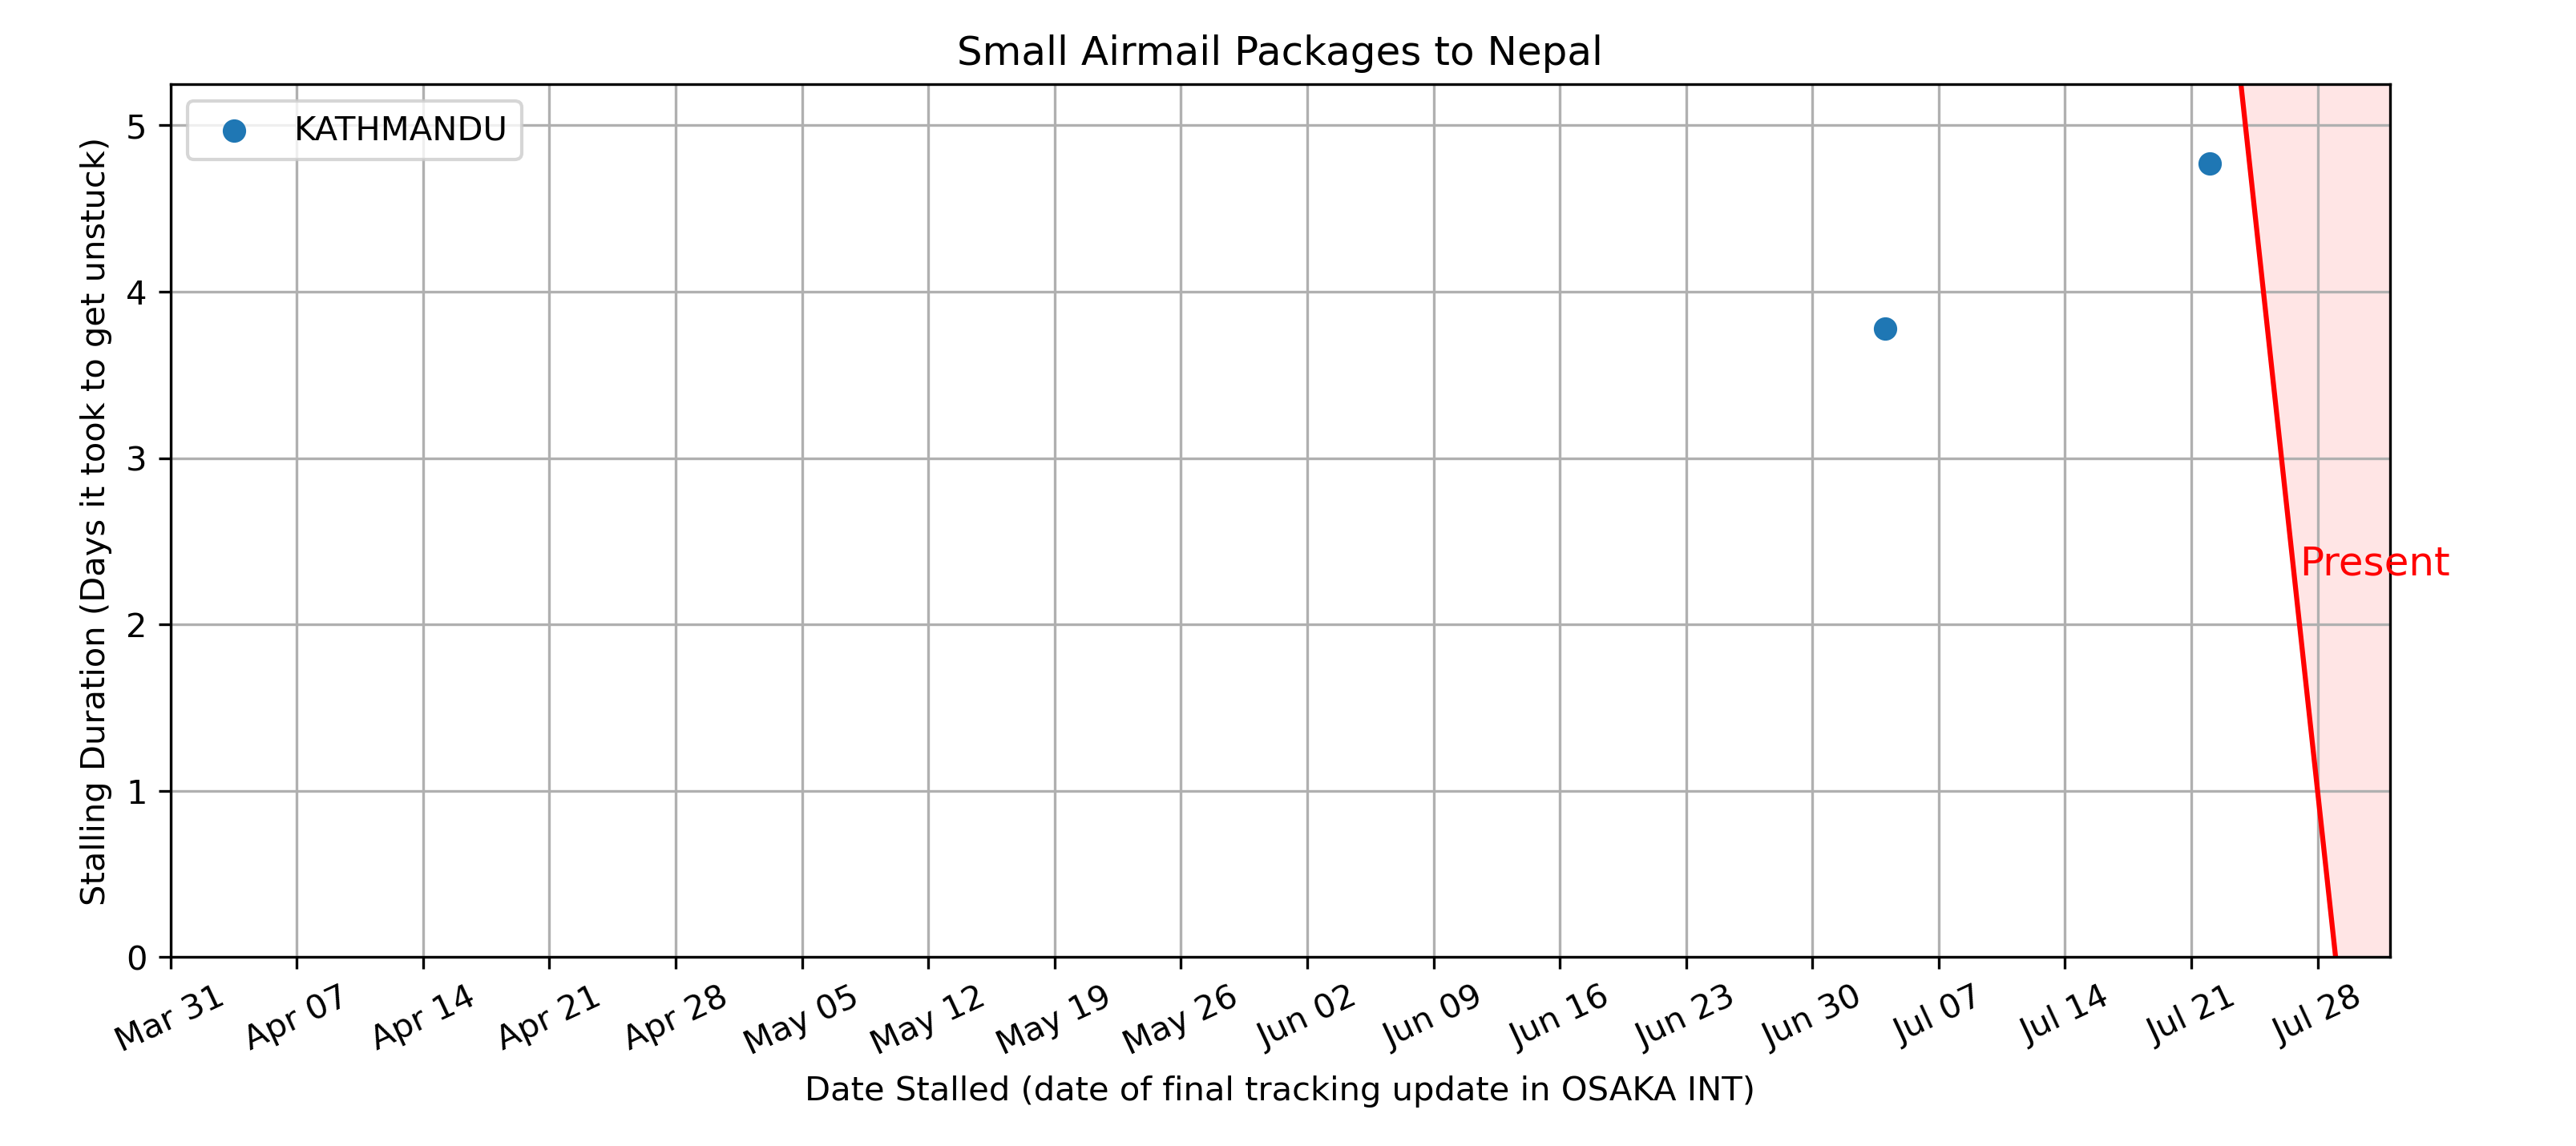 Small Airmail Packages to Nepal
KATHMANDU
Stalling Duration (Days it took to get unstuck)
5
4
3
2
1
0
Present
Mar 31
Apr 07
Apr 14
Apr 21
Apr 28
May 05
May 12
May 19
May 26
Jun 02
Jun 09
Jun 16
Jun 23
Jun 30
Jul 07
Jul 14
Jul 21
Jul 28
Date Stalled (date of final tracking update in OSAKA INT)